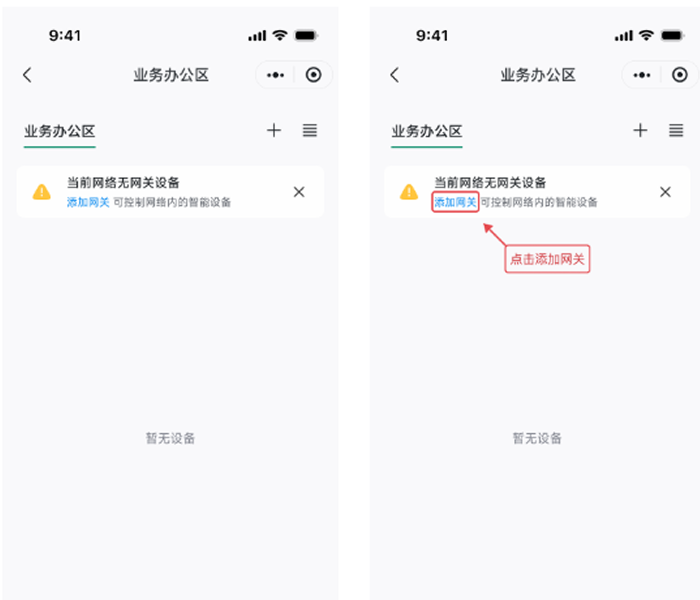 9:41
业务办公区
业务办公区
当前网络无网关设备
添加网关 可控制网络内的智能设备
暂无设备
9:41
业务办公区
业务办公区
当前网络无网关设备
添加网关 可控制网络内的智能设备
点击添加网关
暂无设备